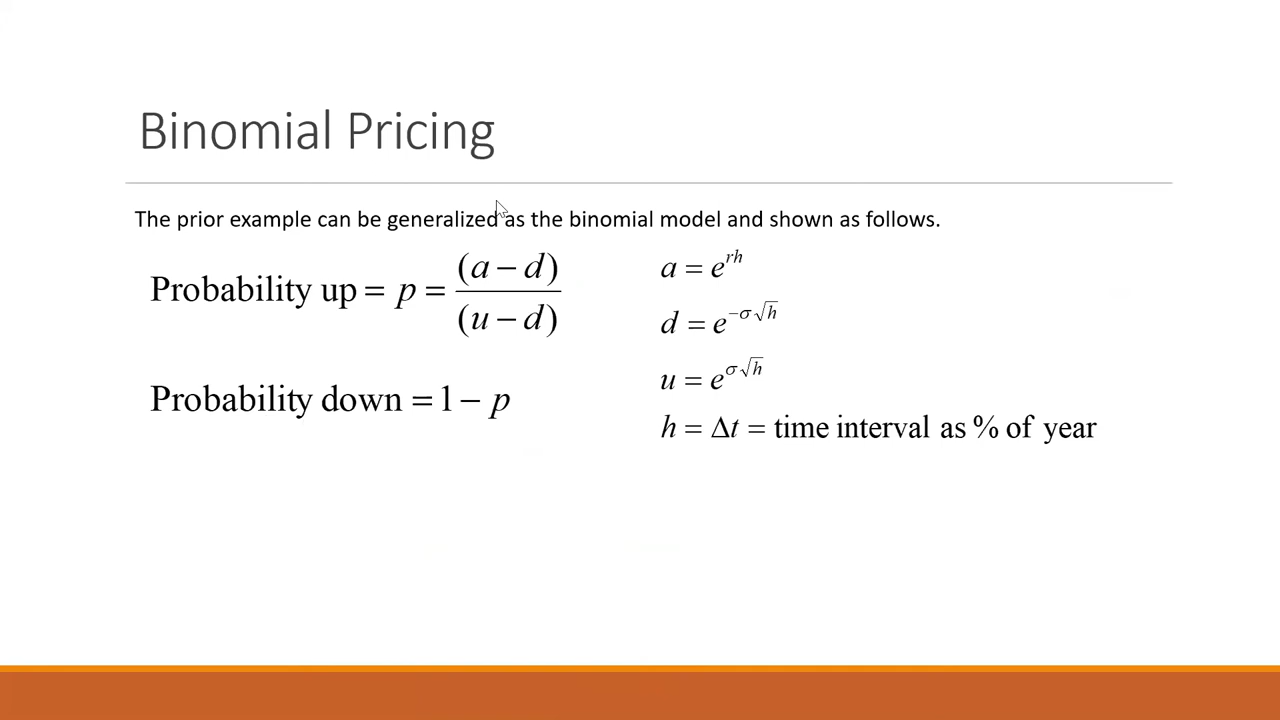 Binomial Pricing
The prior example can be generalized as the binomial model and shown as follows.
Probability up = p = (a − d) / (u − d)
Probability down = 1 − p
a = e^{rh}
d = e^{−σ√h}
u = e^{σ√h}
h = Δt = time interval as % of year